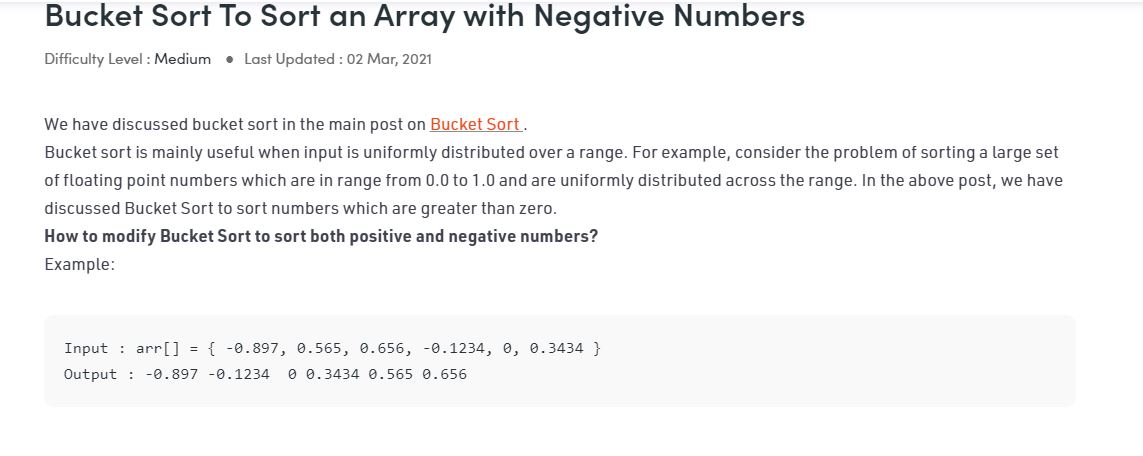 Bucket Sort To Sort an Array with Negative Numbers
Difficulty Level : Medium ● Last Updated : 02 Mar, 2021
We have discussed bucket sort in the main post on Bucket Sort .
Bucket sort is mainly useful when input is uniformly distributed over a range. For example, consider the problem of sorting a large set
of floating point numbers which are in range from 0.0 to 1.0 and are uniformly distributed across the range. In the above post, we have
discussed Bucket Sort to sort numbers which are greater than zero.
How to modify Bucket Sort to sort both positive and negative numbers?
Example:
Input : arr[] = { -0.897, 0.565, 0.656, -0.1234, 0, 0.3434 }
Output : -0.897 -0.1234  0 0.3434 0.565 0.656